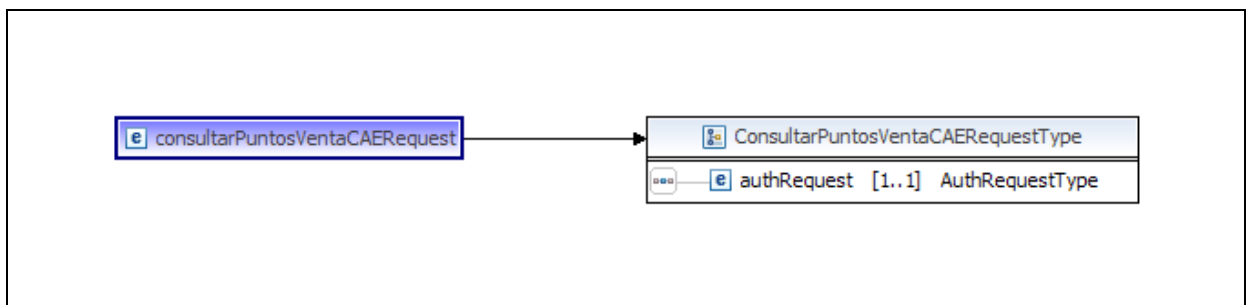 e consultarPuntosVentaCAERequest
ConsultarPuntosVentaCAERequestType
e authRequest [1..1] AuthRequestType